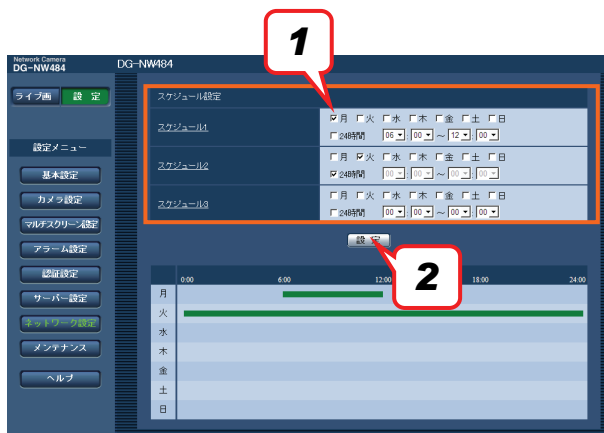 1
Network Camera
DG-NW484
DG-NW484
ライブ画 設 定
設定メニュー
基本設定
カメラ設定
マルチスクリーン設定
アラーム設定
認証設定
サーバー設定
ネットワーク設定
メンテナンス
ヘルプ
スケジュール設定
スケジュール1
月 火 水 木 金 土 日
24時間 06 : 00 ～ 12 : 00
スケジュール2
月 火 水 木 金 土 日
24時間 00 : 00 ～ 00 : 00
スケジュール3
月 火 水 木 金 土 日
24時間 00 : 00 ～ 00 : 00
設 定
2
0:00 6:00 12:00 18:00 24:00
月
火
水
木
金
土
日